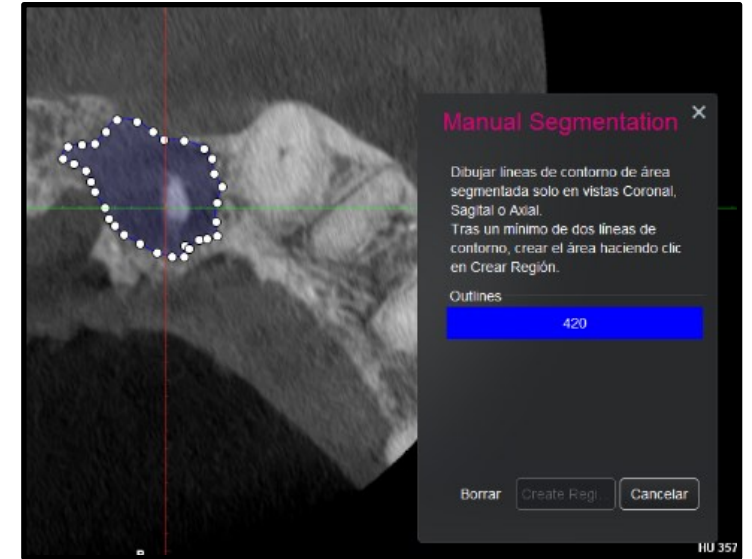 Manual Segmentation ×
Dibujar líneas de contorno de área
segmentada solo en vistas Coronal,
Sagital o Axial.
Tras un mínimo de dos líneas de
contorno, crear el área haciendo clic
en Crear Región.
Outlines
420
Borrar Create Regi... Cancelar
HU 357